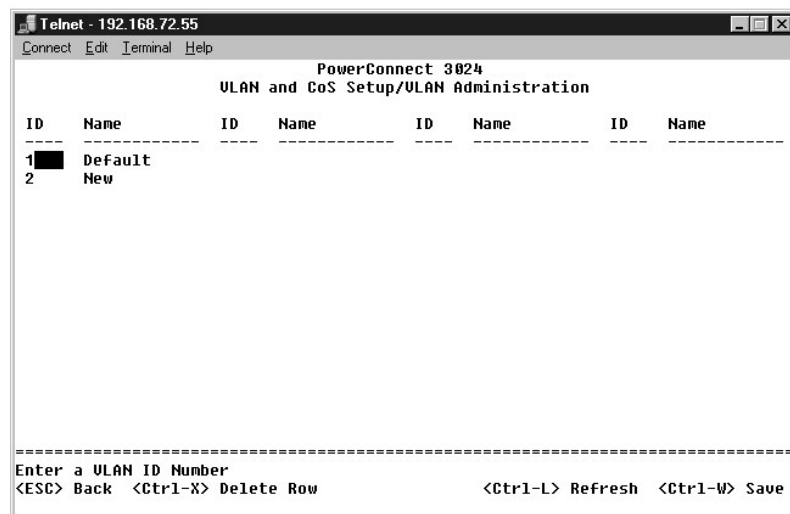 Telnet - 192.168.72.55
Connect Edit Terminal Help
PowerConnect 3024
VLAN and CoS Setup/VLAN Administration
ID Name ID Name ID Name ID Name
---- ------------ ---- ------------ ---- ------------ ---- ------------
1 Default
2 New
================================================================================
Enter a VLAN ID Number
<ESC> Back <Ctrl-X> Delete Row <Ctrl-L> Refresh <Ctrl-W> Save